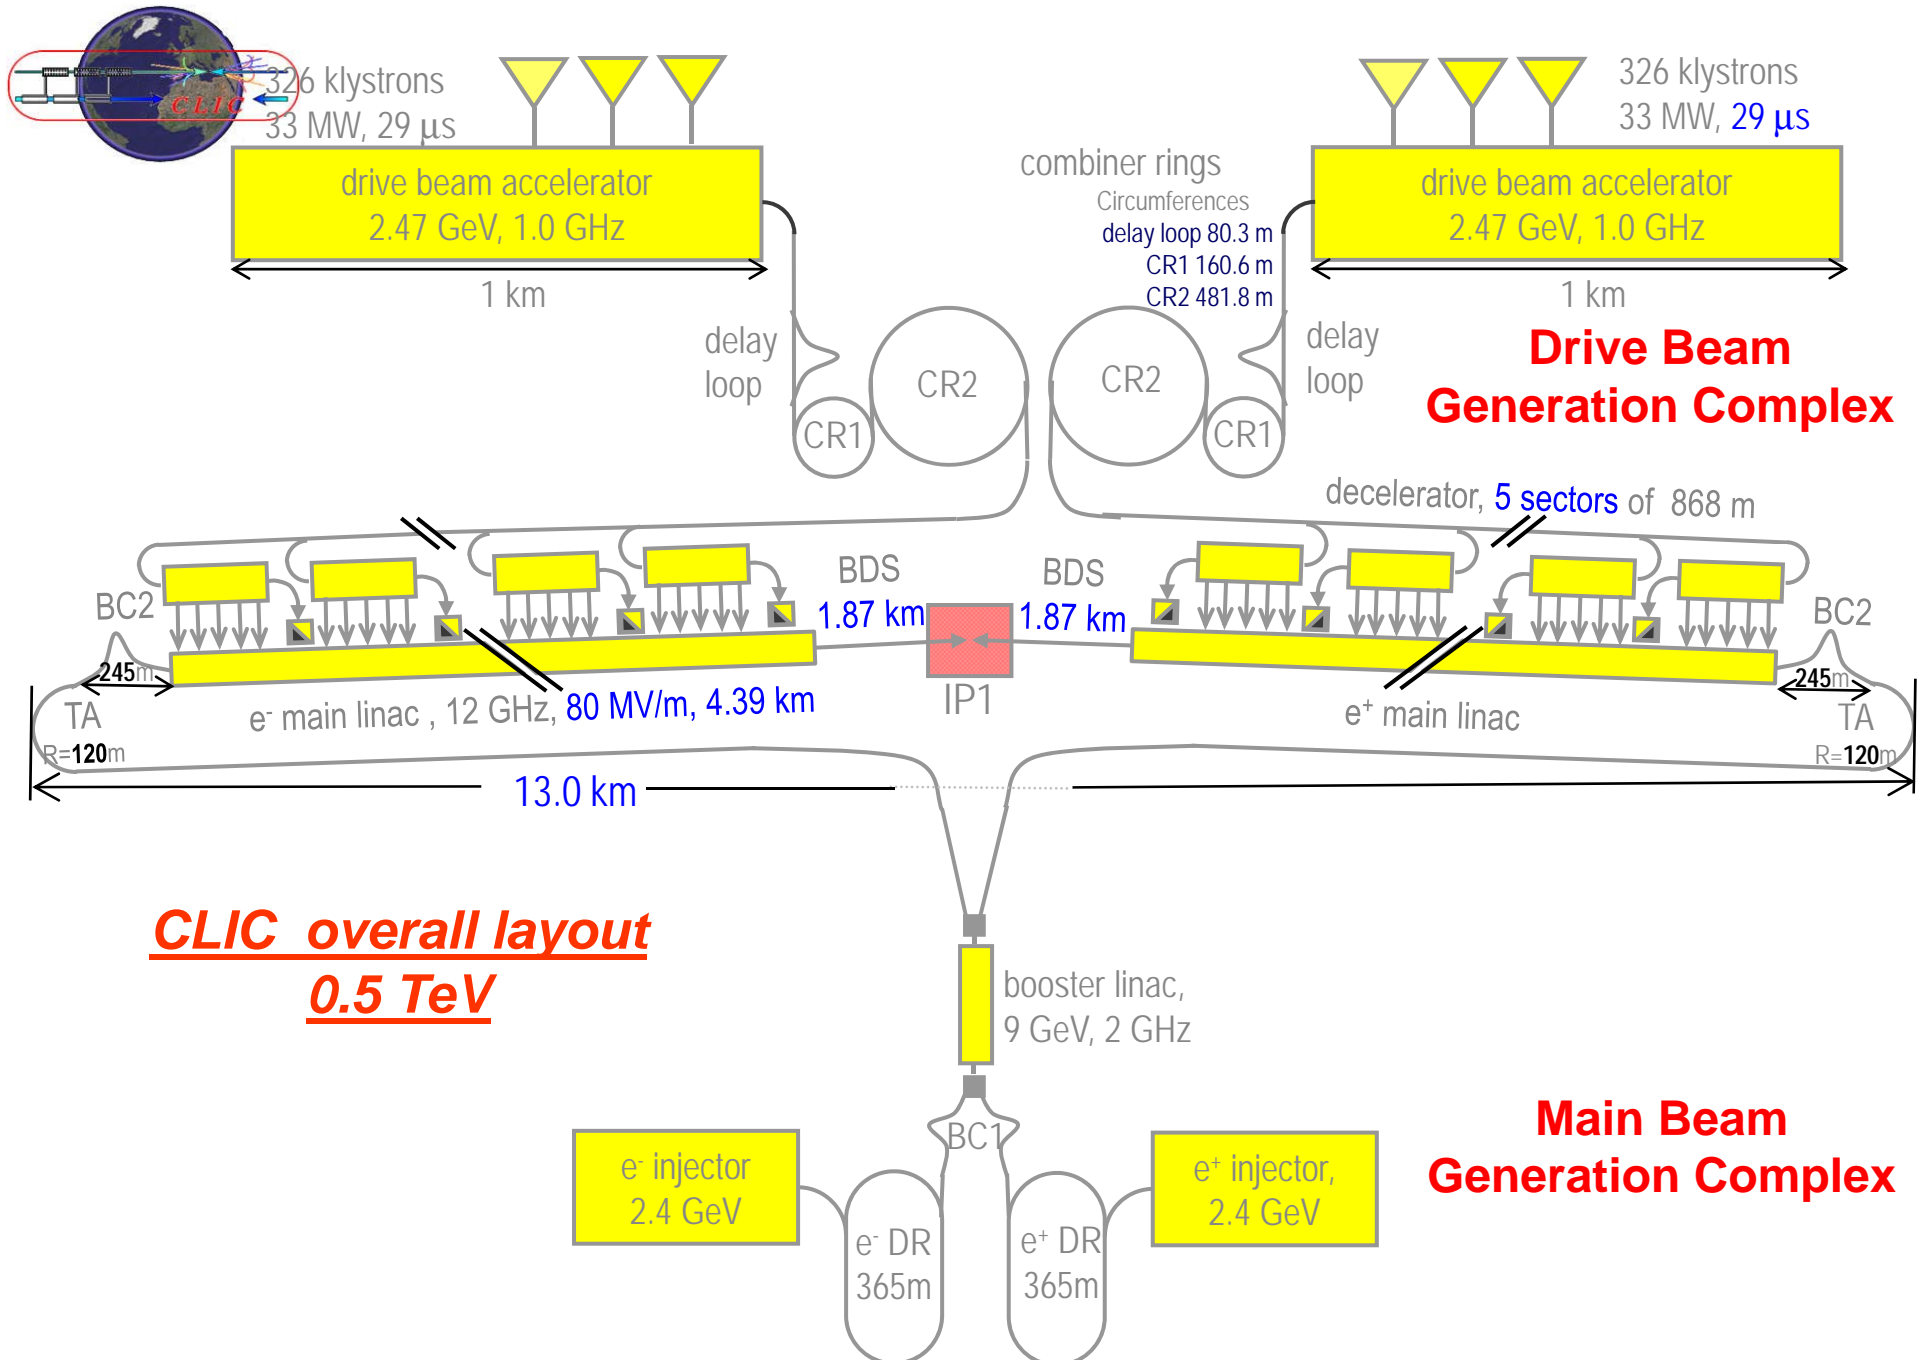 CLIC
326 klystrons
33 MW, 29 μs
326 klystrons
33 MW, 29 μs
drive beam accelerator
2.47 GeV, 1.0 GHz
combiner rings
Circumferences
delay loop 80.3 m
CR1 160.6 m
CR2 481.8 m
drive beam accelerator
2.47 GeV, 1.0 GHz
1 km
1 km
delay
loop
CR2
CR1
CR2
CR1
delay
loop
Drive Beam
Generation Complex
decelerator, 5 sectors of 868 m
BC2
BDS
1.87 km
BDS
1.87 km
BC2
245m
IP1
245m
TA
R=120m
e- main linac , 12 GHz, 80 MV/m, 4.39 km
e+ main linac
TA
R=120m
13.0 km
CLIC overall layout
0.5 TeV
booster linac,
9 GeV, 2 GHz
BC1
Main Beam
Generation Complex
e- injector
2.4 GeV
e+ injector,
2.4 GeV
e- DR
365m
e+ DR
365m